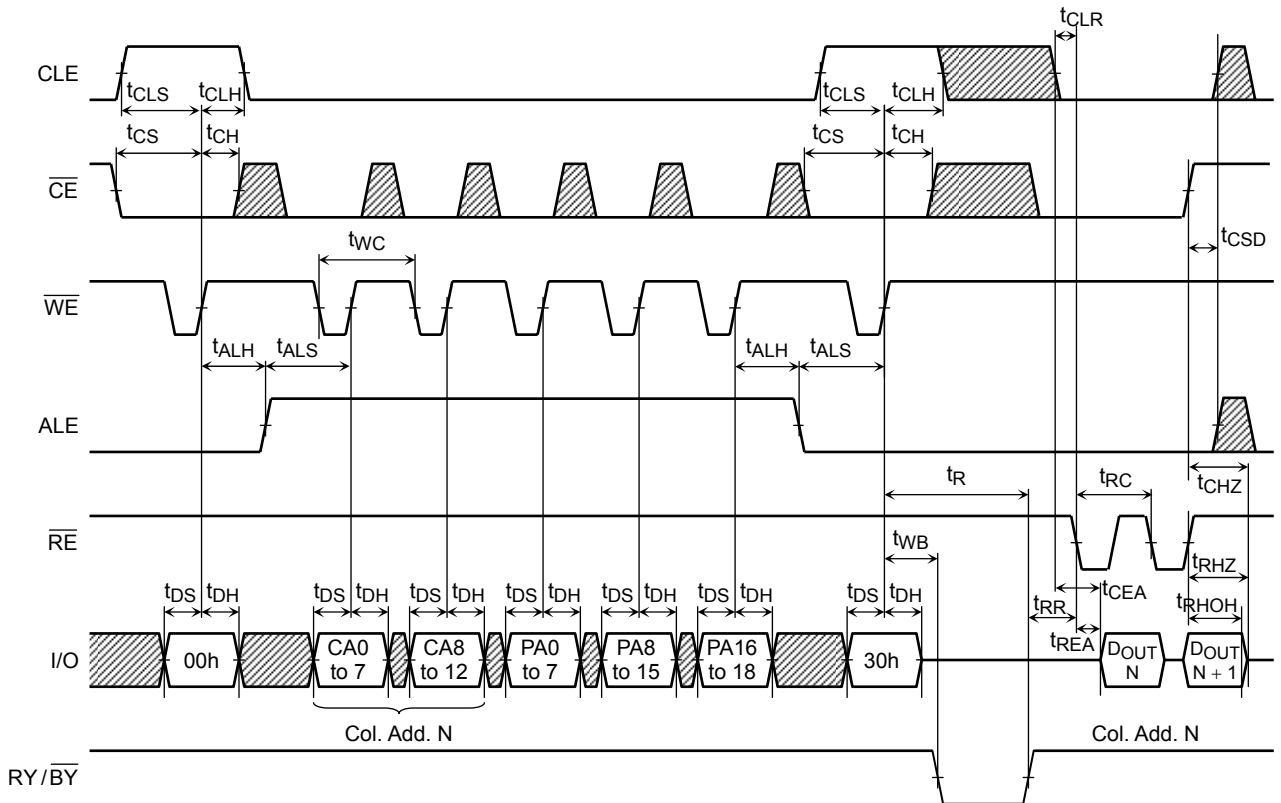 tCLR
CLE
tCLS tCLH tCLS tCLH
tCS tCH tCS tCH
CE
tCSD
tWC
WE
tALH tALS tALH tALS
ALE
tR tRC tCHZ
RE
tWB
tRHZ
tDS tDH tDS tDH tDS tDH tDS tDH tDS tDH tDS tDH tDS tDH
tCEA
tRR tRHOH
tREA
I/O
00h
CA0
to 7
CA8
to 12
PA0
to 7
PA8
to 15
PA16
to 18
30h
DOUT
N
DOUT
N + 1
Col. Add. N Col. Add. N
RY/BY